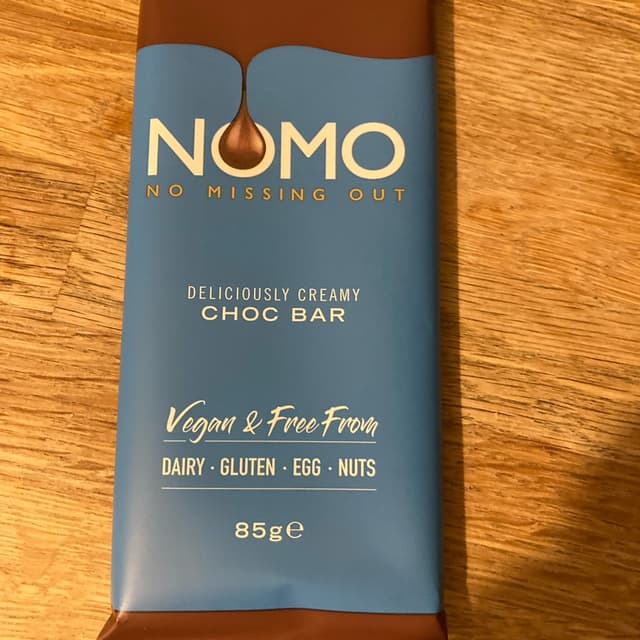 NOMO
NO MISSING OUT
DELICIOUSLY CREAMY
CHOC BAR
Vegan & Free From
DAIRY · GLUTEN · EGG · NUTS
85g℮